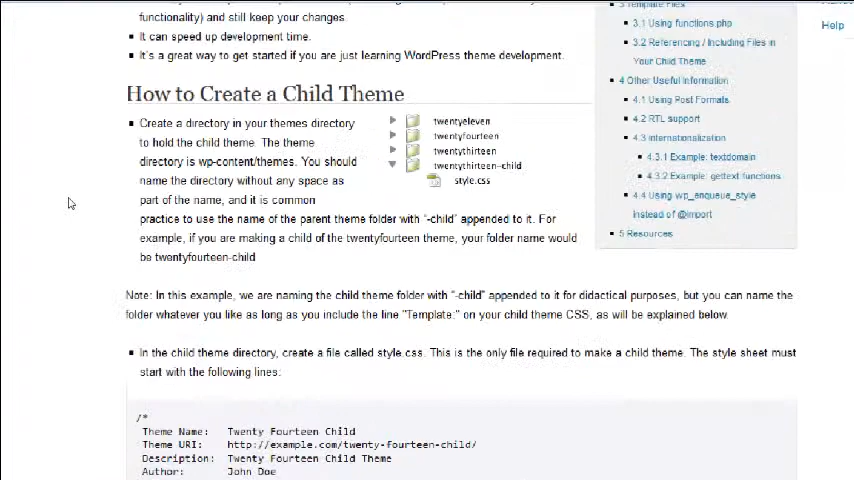 functionality) and still keep your changes.
It can speed up development time.
It's a great way to get started if you are just learning WordPress theme development.
How to Create a Child Theme
Create a directory in your themes directory
to hold the child theme. The theme
directory is wp-content/themes. You should
name the directory without any space as
part of the name, and it is common
practice to use the name of the parent theme folder with "-child" appended to it. For
example, if you are making a child of the twentyfourteen theme, your folder name would
be twentyfourteen-child
twentyeleven
twentyfourteen
twentythirteen
twentythirteen-child
style.css
Note: In this example, we are naming the child theme folder with "-child" appended to it for didactical purposes, but you can name the
folder whatever you like as long as you include the line "Template:" on your child theme CSS, as will be explained below.
In the child theme directory, create a file called style.css. This is the only file required to make a child theme. The style sheet must
start with the following lines:
/*
Theme Name: Twenty Fourteen Child
Theme URI: http://example.com/twenty-fourteen-child/
Description: Twenty Fourteen Child Theme
Author: John Doe
3 Template Files
3.1 Using functions.php
3.2 Referencing / Including Files in
Your Child Theme
4 Other Useful Information
4.1 Using Post Formats
4.2 RTL support
4.3 Internationalization
4.3.1 Example: textdomain
4.3.2 Example: gettext functions
4.4 Using wp_enqueue_style
instead of @import
5 Resources
Help